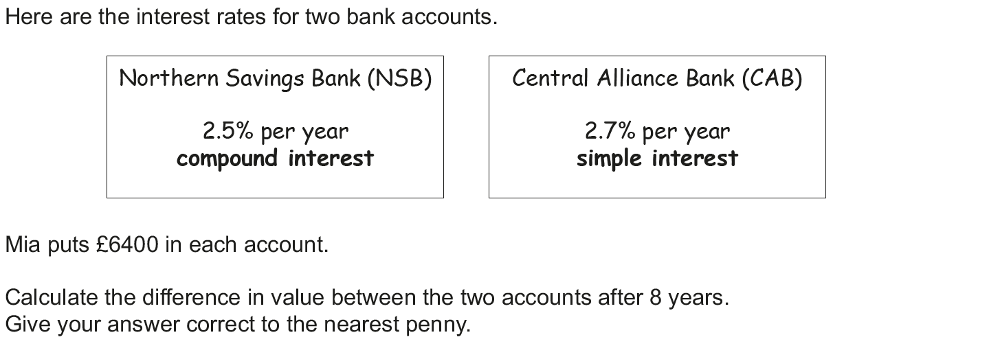 Here are the interest rates for two bank accounts.
Northern Savings Bank (NSB)
2.5% per year
compound interest
Central Alliance Bank (CAB)
2.7% per year
simple interest
Mia puts £6400 in each account.
Calculate the difference in value between the two accounts after 8 years.
Give your answer correct to the nearest penny.